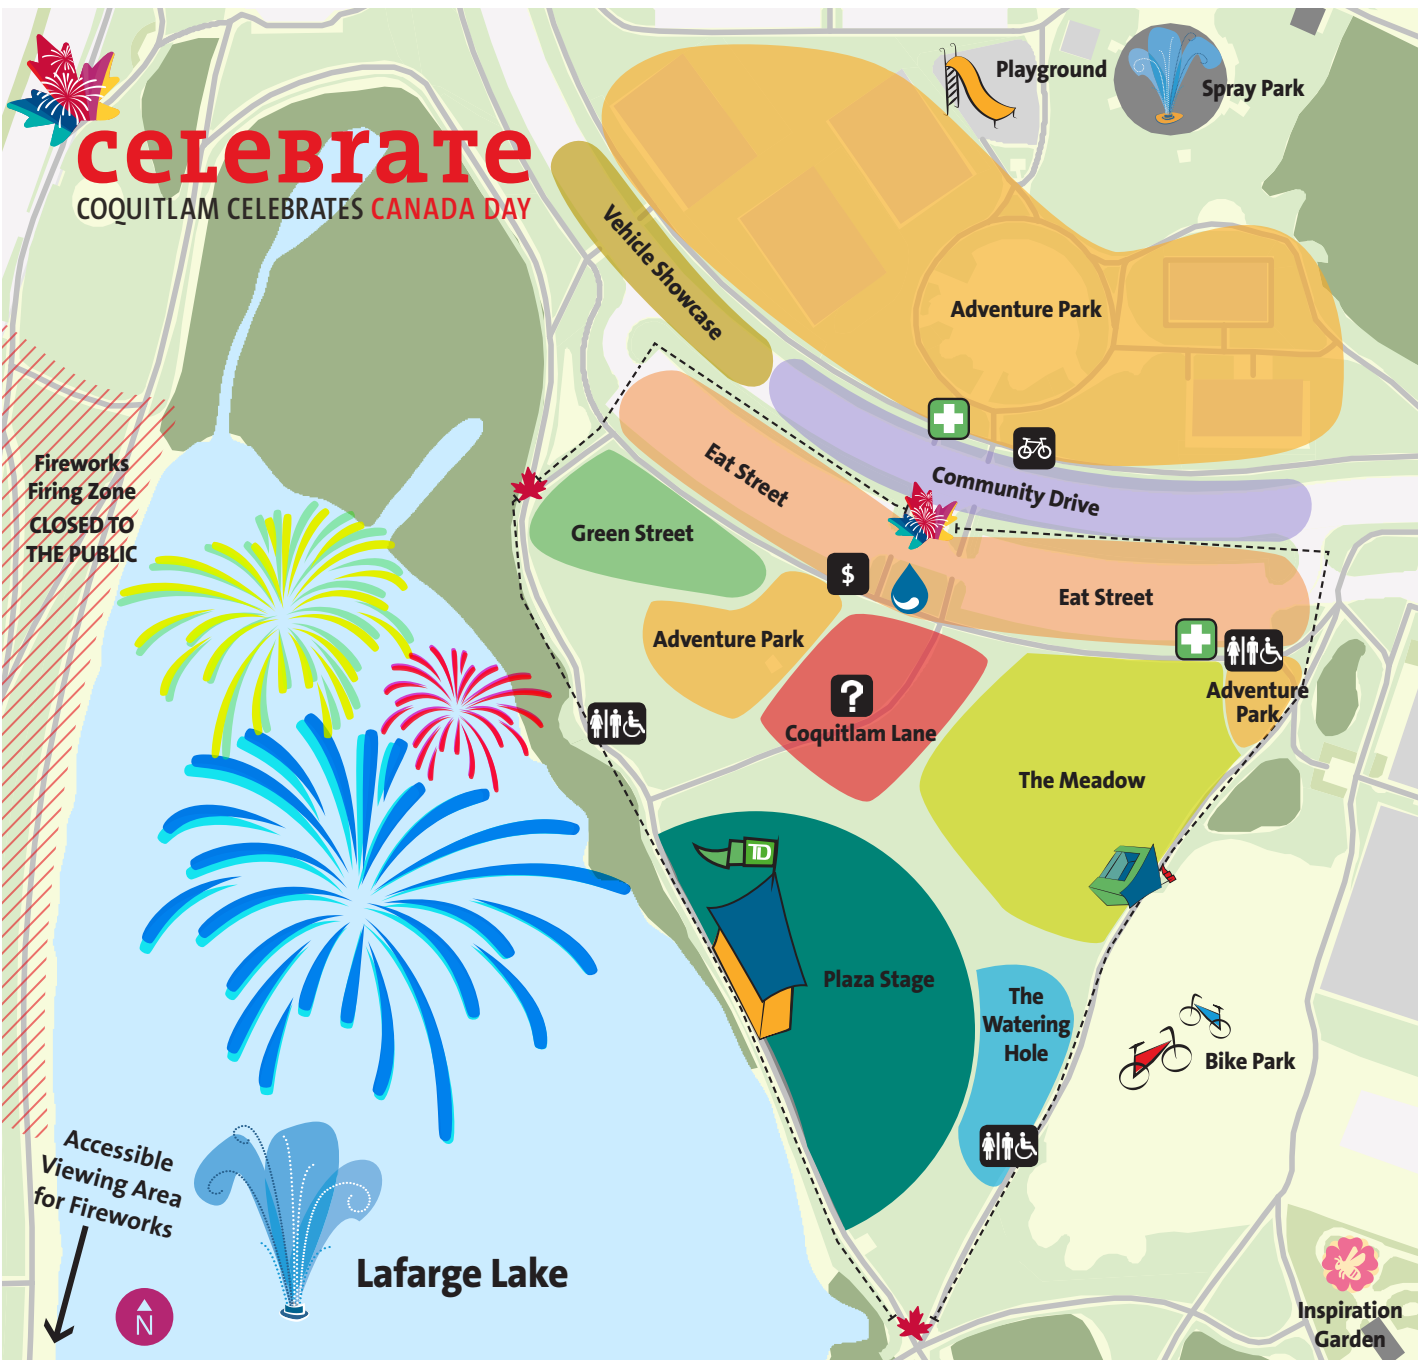 CELEBRATE
COQUITLAM CELEBRATES CANADA DAY
Playground
Spray Park
Vehicle Showcase
Adventure Park
Fireworks
Firing Zone
CLOSED TO
THE PUBLIC
Eat Street
Community Drive
Green Street
$
Eat Street
Adventure Park
?
Coquitlam Lane
Adventure
Park
The Meadow
TD
Plaza Stage
The
Watering
Hole
Bike Park
Accessible
Viewing Area
for Fireworks
Lafarge Lake
N
Inspiration
Garden